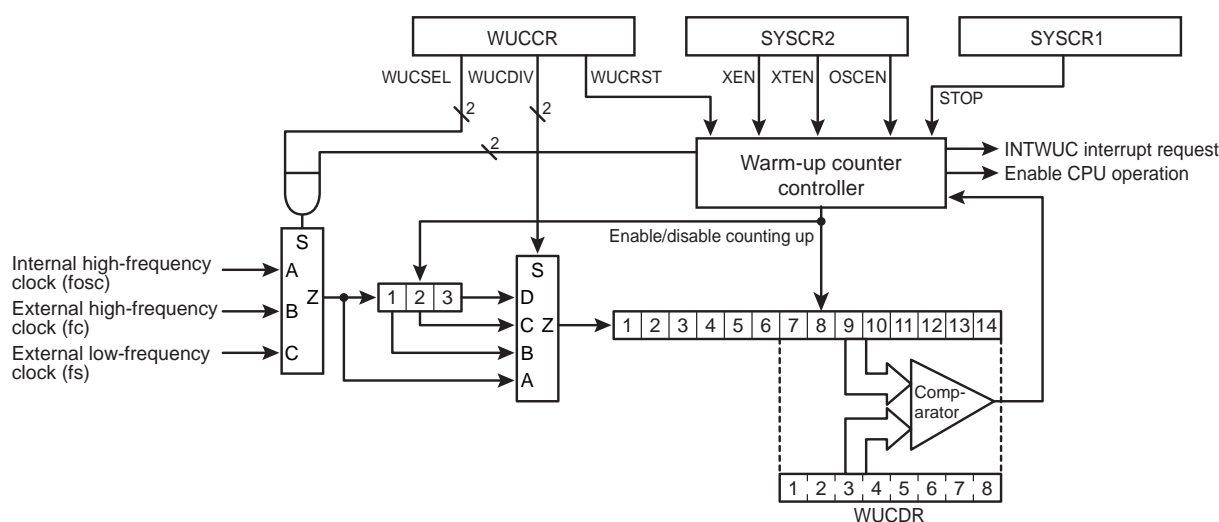 WUCCR
SYSCR2
SYSCR1
WUCSEL
WUCDIV
WUCRST
XEN
XTEN
OSCEN
STOP
2
2
2
Warm-up counter
controller
INTWUC interrupt request
Enable CPU operation
Enable/disable counting up
Internal high-frequency
clock (fosc)
External high-frequency
clock (fc)
External low-frequency
clock (fs)
S
A
B
C
Z
1 2 3
S
D
C
B
A
Z
1 2 3 4 5 6 7 8 9 10 11 12 13 14
Comp-
arator
1 2 3 4 5 6 7 8
WUCDR